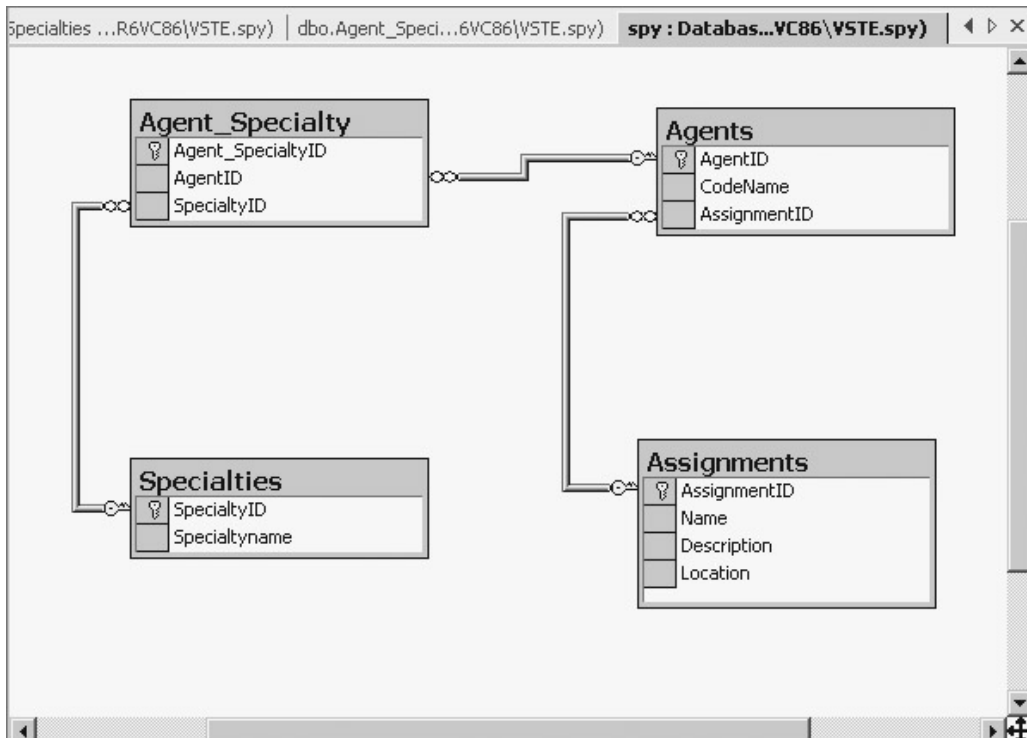 Specialties ...R6VC86\VSTE.spy) dbo.Agent_Speci...6VC86\VSTE.spy) spy : Databas...VC86\VSTE.spy)
Agent_Specialty
Agent_SpecialtyID
AgentID
SpecialtyID
Agents
AgentID
CodeName
AssignmentID
Specialties
SpecialtyID
Specialtyname
Assignments
AssignmentID
Name
Description
Location